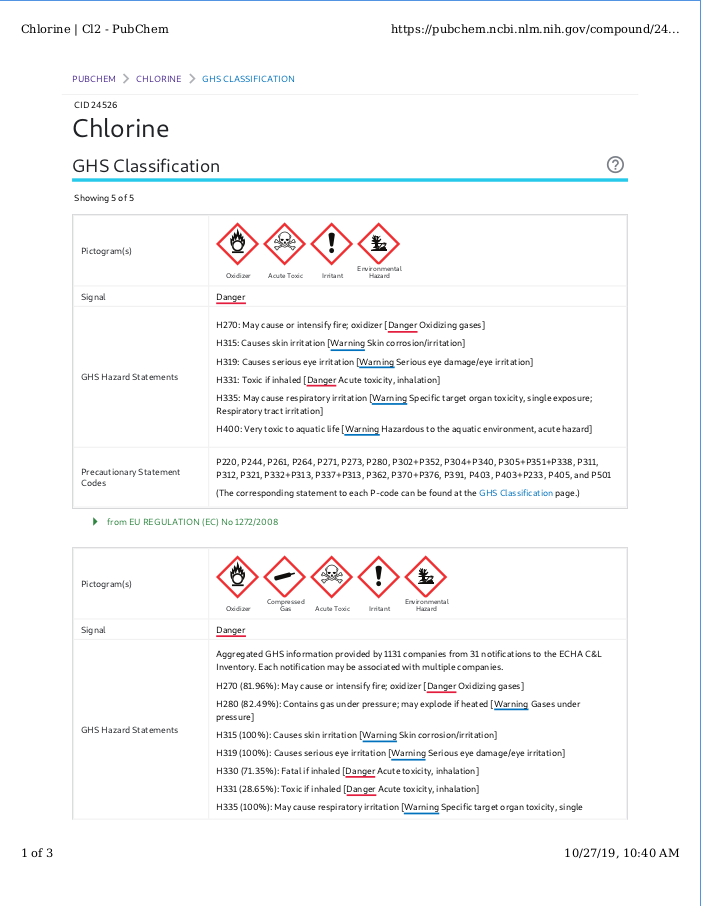 Chlorine | Cl2 - PubChem
https://pubchem.ncbi.nlm.nih.gov/compound/24...
PUBCHEM > CHLORINE > GHS CLASSIFICATION
CID 24526
Chlorine
GHS Classification
?
Showing 5 of 5
Pictogram(s)
Oxidizer
Acute Toxic
Irritant
Environmental
Hazard
Signal
Danger
GHS Hazard Statements
H270: May cause or intensify fire; oxidizer [Danger Oxidizing gases]
H315: Causes skin irritation [Warning Skin corrosion/irritation]
H319: Causes serious eye irritation [Warning Serious eye damage/eye irritation]
H331: Toxic if inhaled [Danger Acute toxicity, inhalation]
H335: May cause respiratory irritation [Warning Specific target organ toxicity, single exposure;
Respiratory tract irritation]
H400: Very toxic to aquatic life [Warning Hazardous to the aquatic environment, acute hazard]
Precautionary Statement
Codes
P220, P244, P261, P264, P271, P273, P280, P302+P352, P304+P340, P305+P351+P338, P311,
P312, P321, P332+P313, P337+P313, P362, P370+P376, P391, P403, P403+P233, P405, and P501
(The corresponding statement to each P-code can be found at the GHS Classification page.)
from EU REGULATION (EC) No 1272/2008
Pictogram(s)
Oxidizer
Compressed
Gas
Acute Toxic
Irritant
Environmental
Hazard
Signal
Danger
GHS Hazard Statements
Aggregated GHS information provided by 1131 companies from 31 notifications to the ECHA C&L
Inventory. Each notification may be associated with multiple companies.
H270 (81.96%): May cause or intensify fire; oxidizer [Danger Oxidizing gases]
H280 (82.49%): Contains gas under pressure; may explode if heated [Warning Gases under
pressure]
H315 (100%): Causes skin irritation [Warning Skin corrosion/irritation]
H319 (100%): Causes serious eye irritation [Warning Serious eye damage/eye irritation]
H330 (71.35%): Fatal if inhaled [Danger Acute toxicity, inhalation]
H331 (28.65%): Toxic if inhaled [Danger Acute toxicity, inhalation]
H335 (100%): May cause respiratory irritation [Warning Specific target organ toxicity, single
1 of 3
10/27/19, 10:40 AM